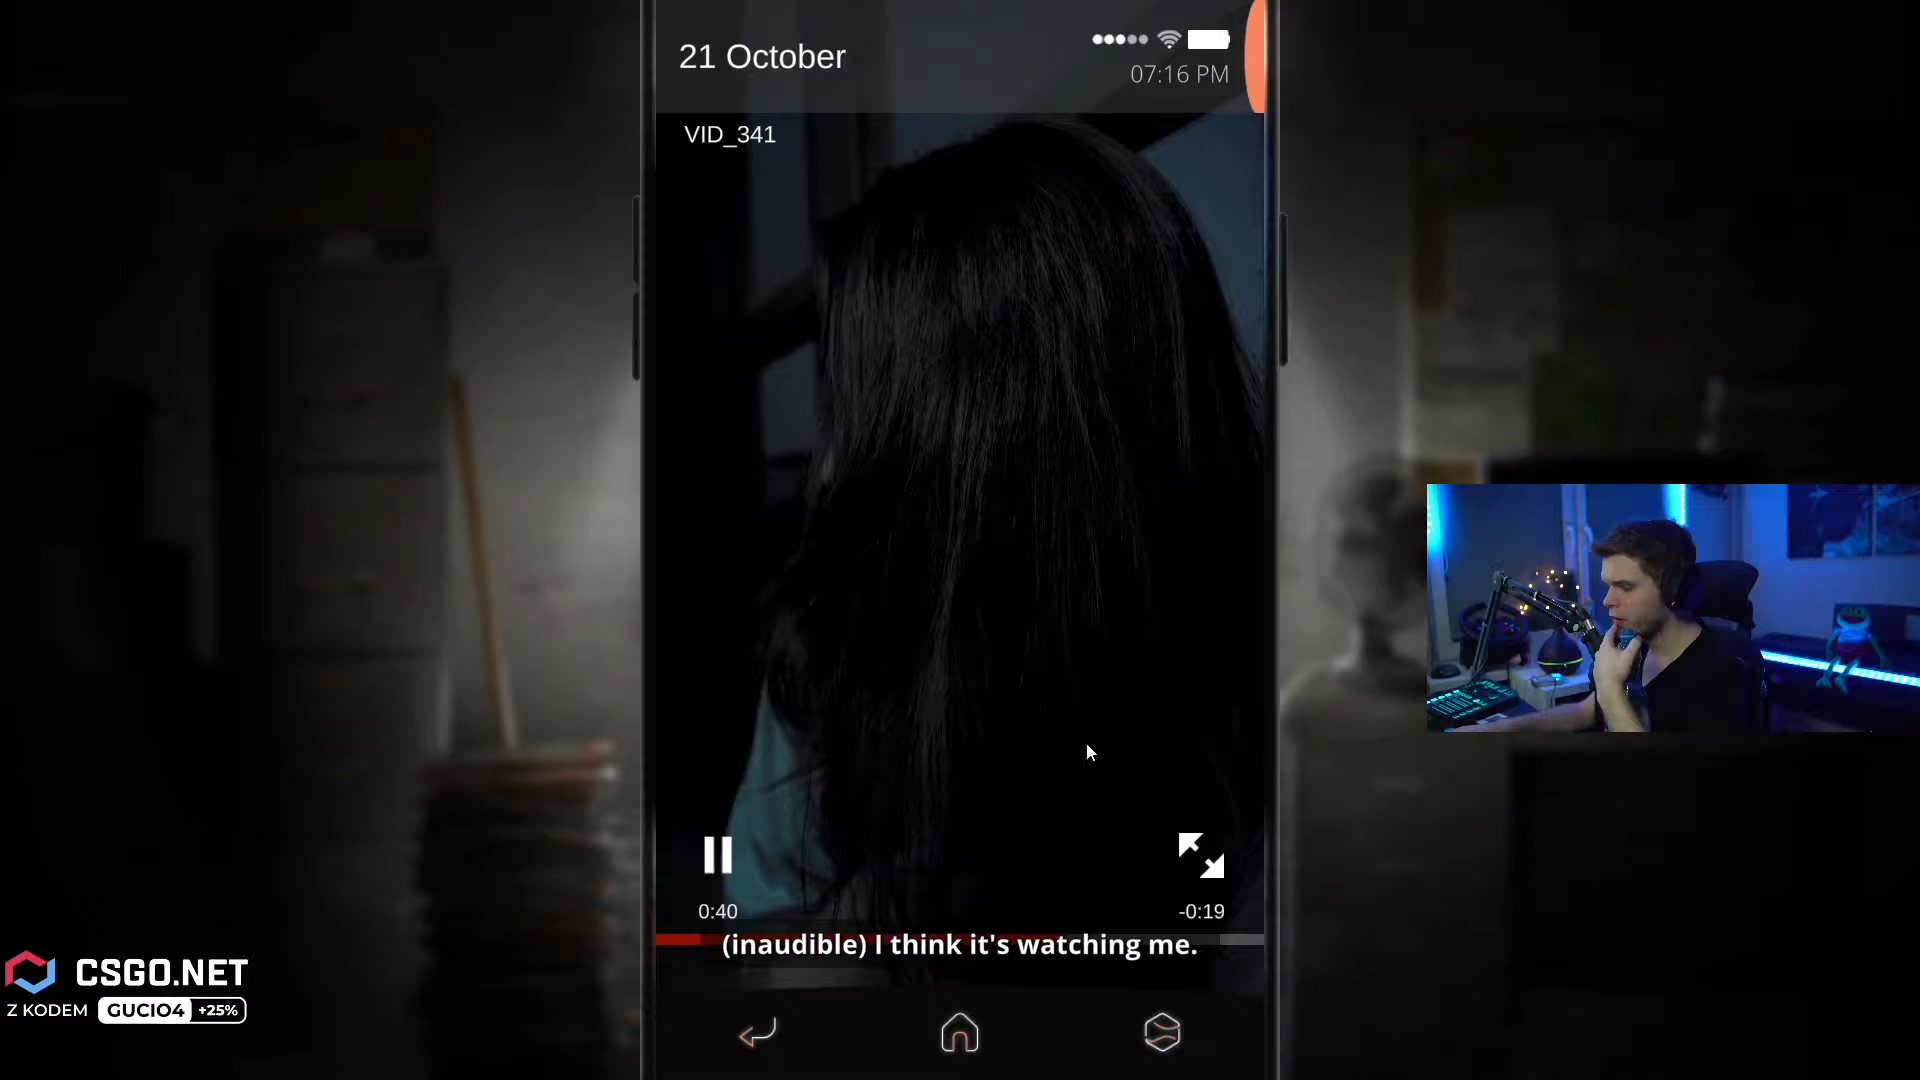 21 October
07:16 PM
VID_341
0:40
-0:19
(inaudible) I think it's watching me.
CSGO.NET
Z KODEM GUCIO4 +25%